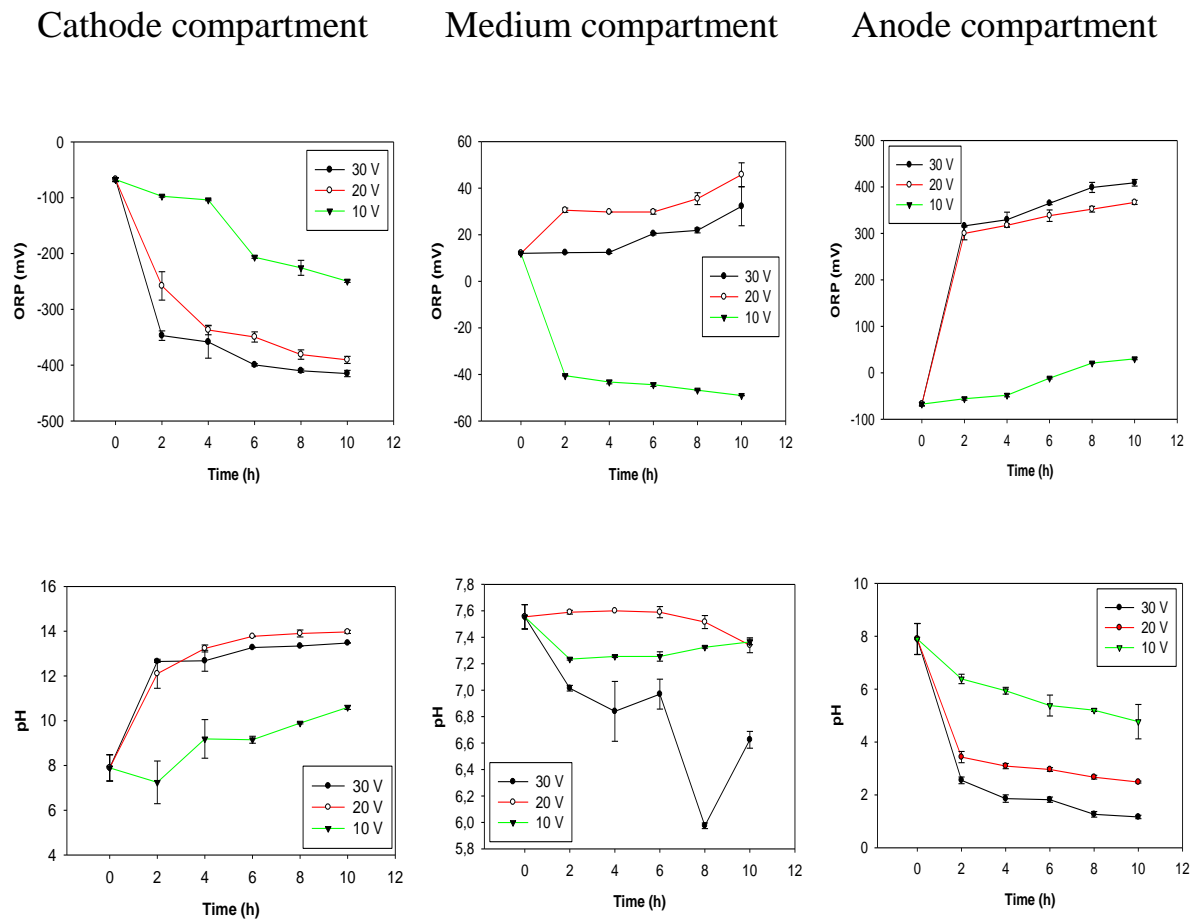 Cathode compartment
Medium compartment
Anode compartment
0
-100
-200
-300
-400
-500
ORP (mV)
30 V
20 V
10 V
0 2 4 6 8 10 12
Time (h)
60
40
20
0
-20
-40
-60
ORP (mV)
30 V
20 V
10 V
0 2 4 6 8 10 12
Time (h)
500
400
300
200
100
0
-100
ORP (mV)
30 V
20 V
10 V
0 2 4 6 8 10 12
Time (h)
16
14
12
10
8
6
4
pH
30 V
20 V
10 V
0 2 4 6 8 10 12
Time (h)
7,8
7,6
7,4
7,2
7,0
6,8
6,6
6,4
6,2
6,0
5,8
pH
30 V
20 V
10 V
0 2 4 6 8 10 12
Time (h)
10
8
6
4
2
0
pH
30 V
20 V
10 V
0 2 4 6 8 10 12
Time (h)